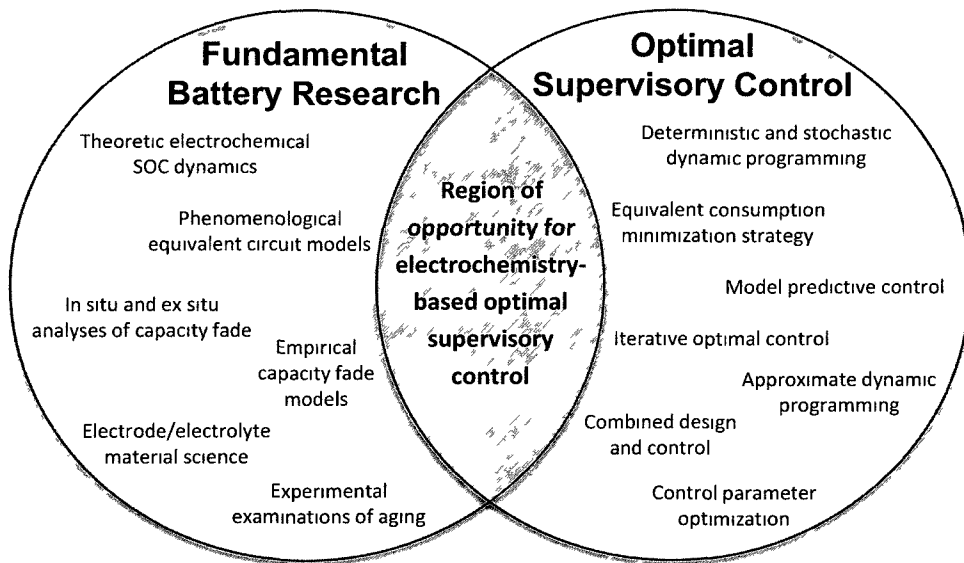 Fundamental
Battery Research
Theoretic electrochemical
SOC dynamics
Phenomenological
equivalent circuit models
In situ and ex situ
analyses of capacity fade
Empirical
capacity fade
models
Electrode/electrolyte
material science
Experimental
examinations of aging
Region of
opportunity for
electrochemistry-
based optimal
supervisory
control
Optimal
Supervisory Control
Deterministic and stochastic
dynamic programming
Equivalent consumption
minimization strategy
Model predictive control
Iterative optimal control
Approximate dynamic
programming
Combined design
and control
Control parameter
optimization